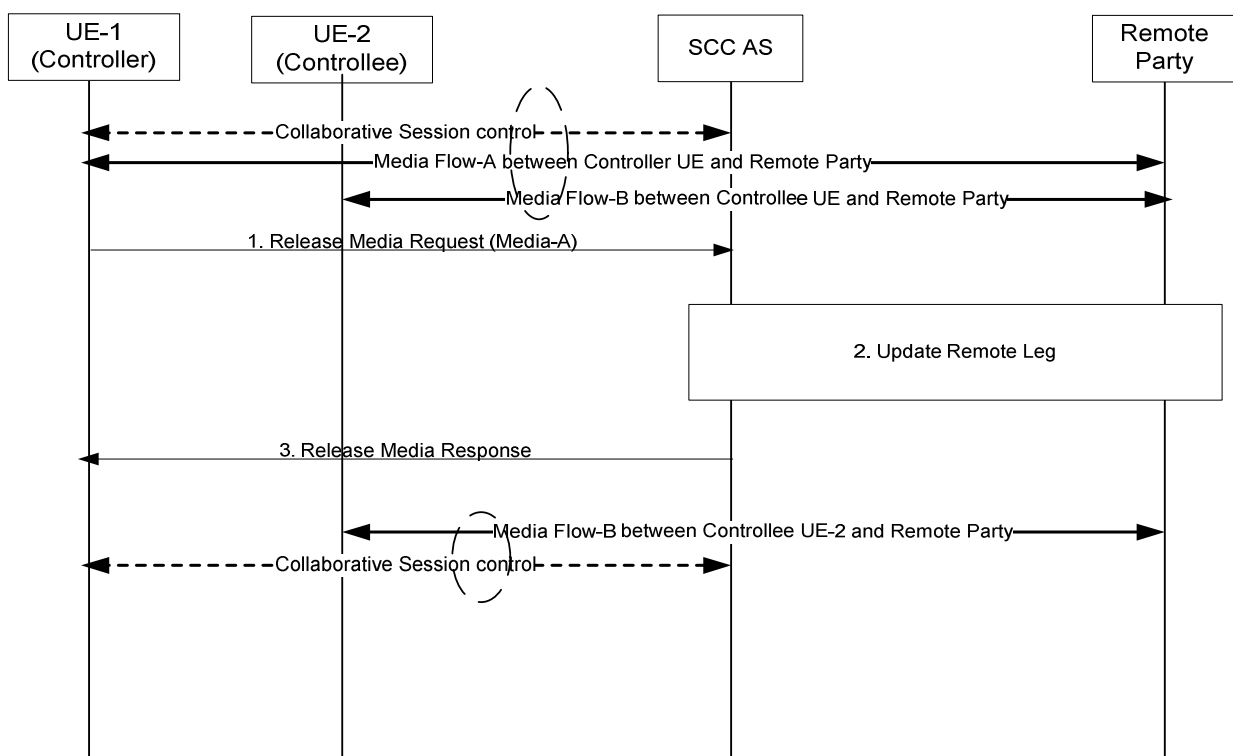 UE-1
(Controller)
UE-2
(Controllee)
SCC AS
Remote
Party
Collaborative Session control
Media Flow-A between Controller UE and Remote Party
Media Flow-B between Controllee UE and Remote Party
1. Release Media Request (Media-A)
2. Update Remote Leg
3. Release Media Response
Media Flow-B between Controllee UE-2 and Remote Party
Collaborative Session control